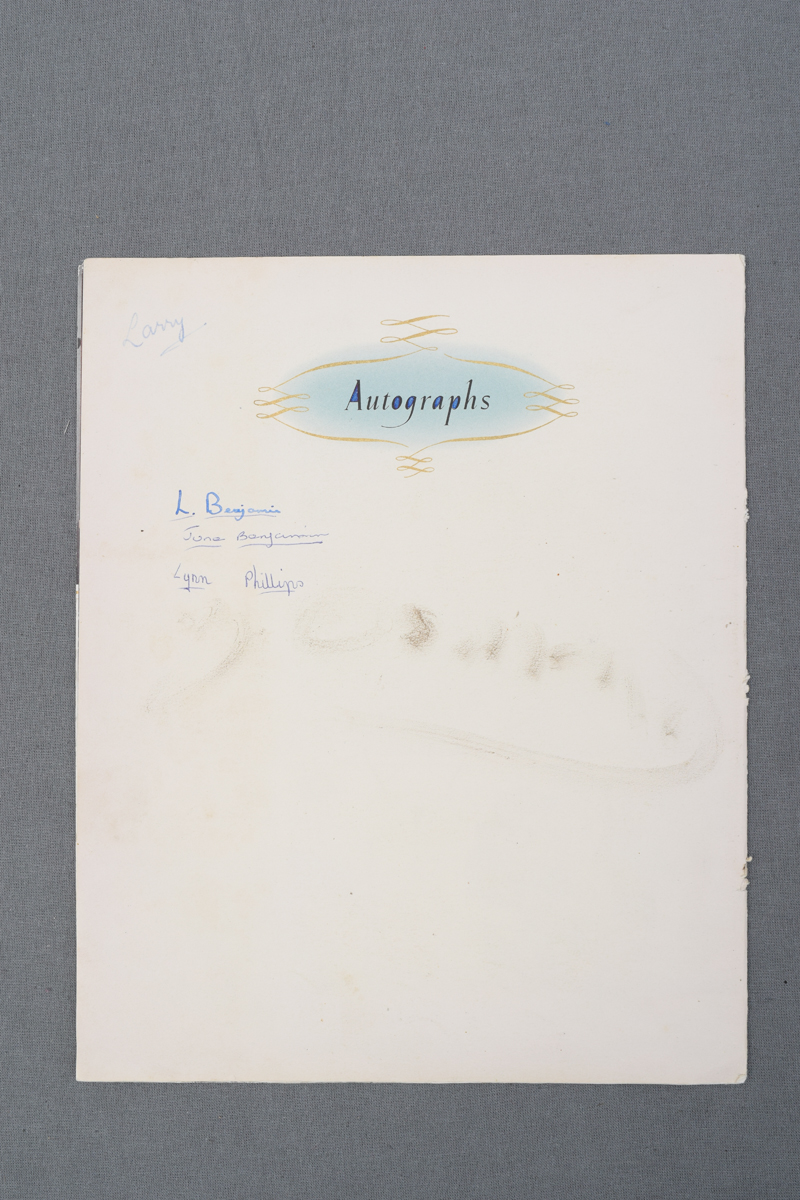 Larry
Autographs
L. Benjamin
June Benjamin
Lynn Phillips